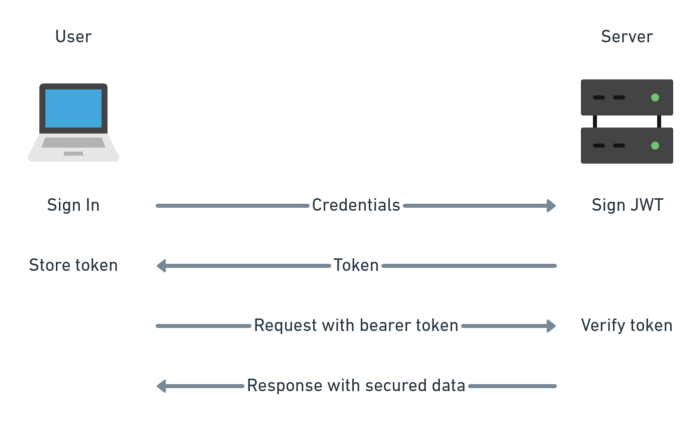 User
Server
Sign In
Credentials
Sign JWT
Store token
Token
Request with bearer token
Verify token
Response with secured data